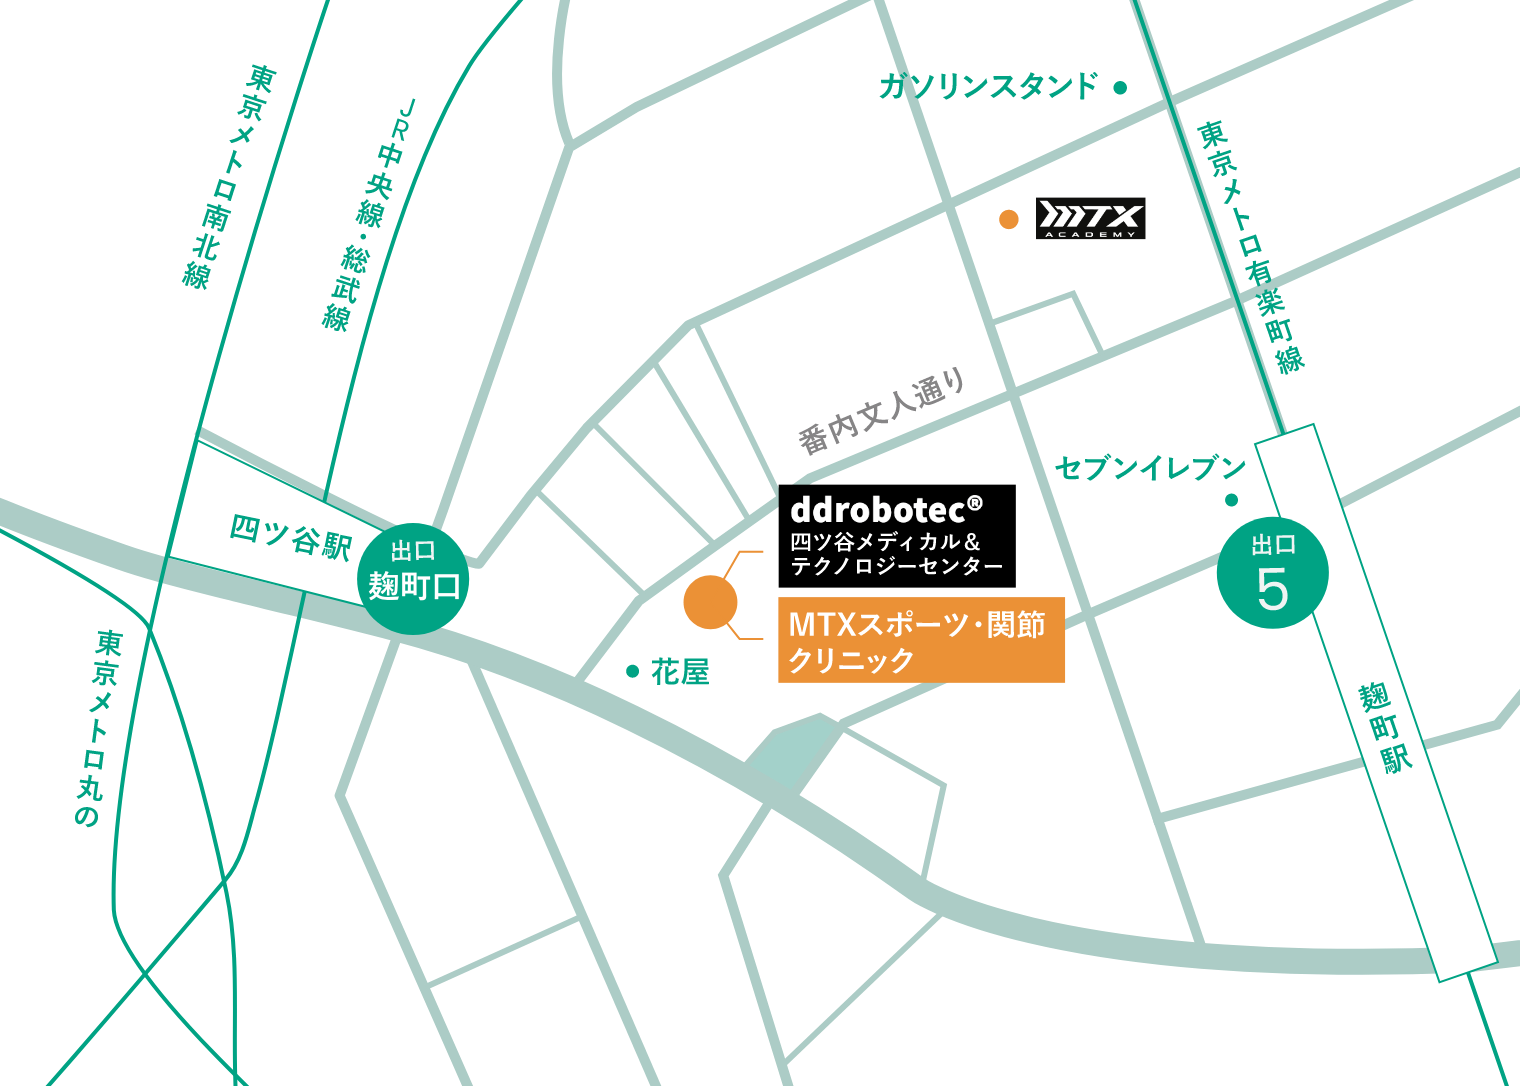 東京メトロ南北線
JR中央線・総武線
ガソリンスタンド
東京メトロ有楽町線
MTX
ACADEMY
番内文人通り
セブンイレブン
四ツ谷駅
出口
麹町口
ddrobotec®
四ツ谷メディカル&
テクノロジーセンター
MTXスポーツ・関節
クリニック
出口
5
花屋
東京メトロ丸の
麹町駅